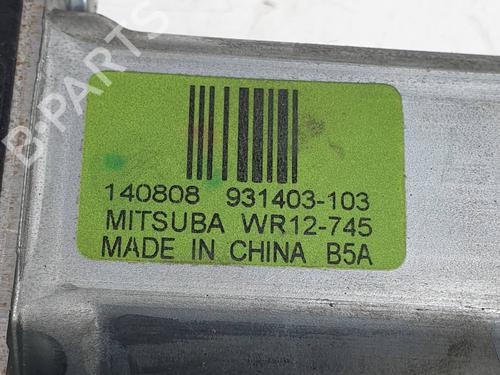 B-PARTS
140808 931403-103
MITSUBA WR12-745
MADE IN CHINA B5A